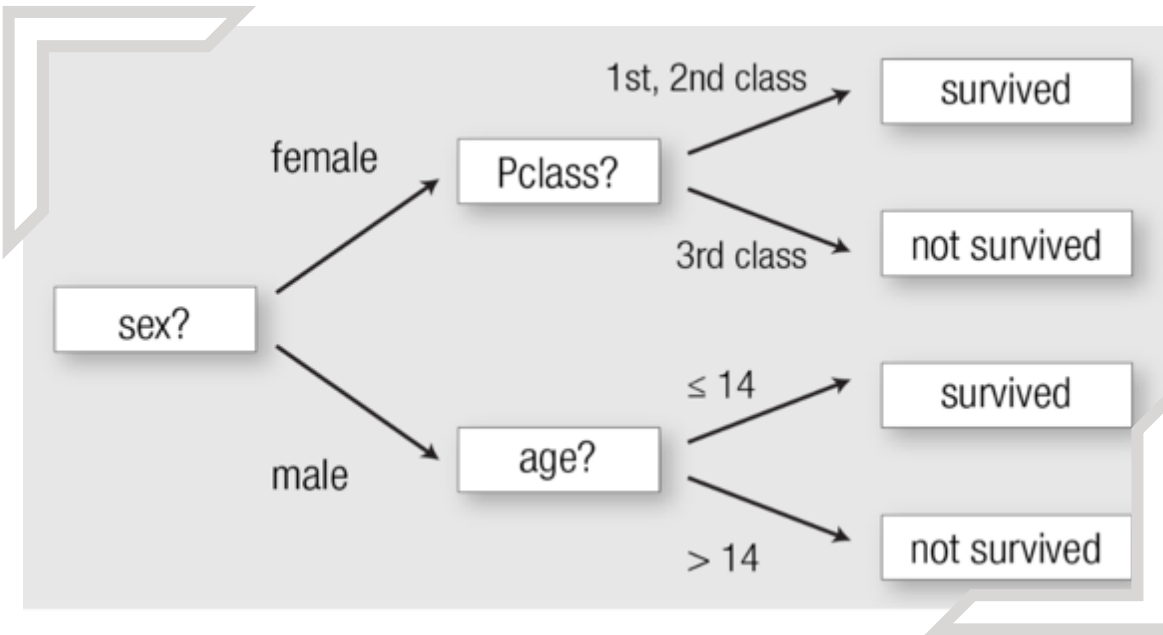 1st, 2nd class
survived
female
Pclass?
3rd class
not survived
sex?
≤ 14
survived
male
age?
> 14
not survived